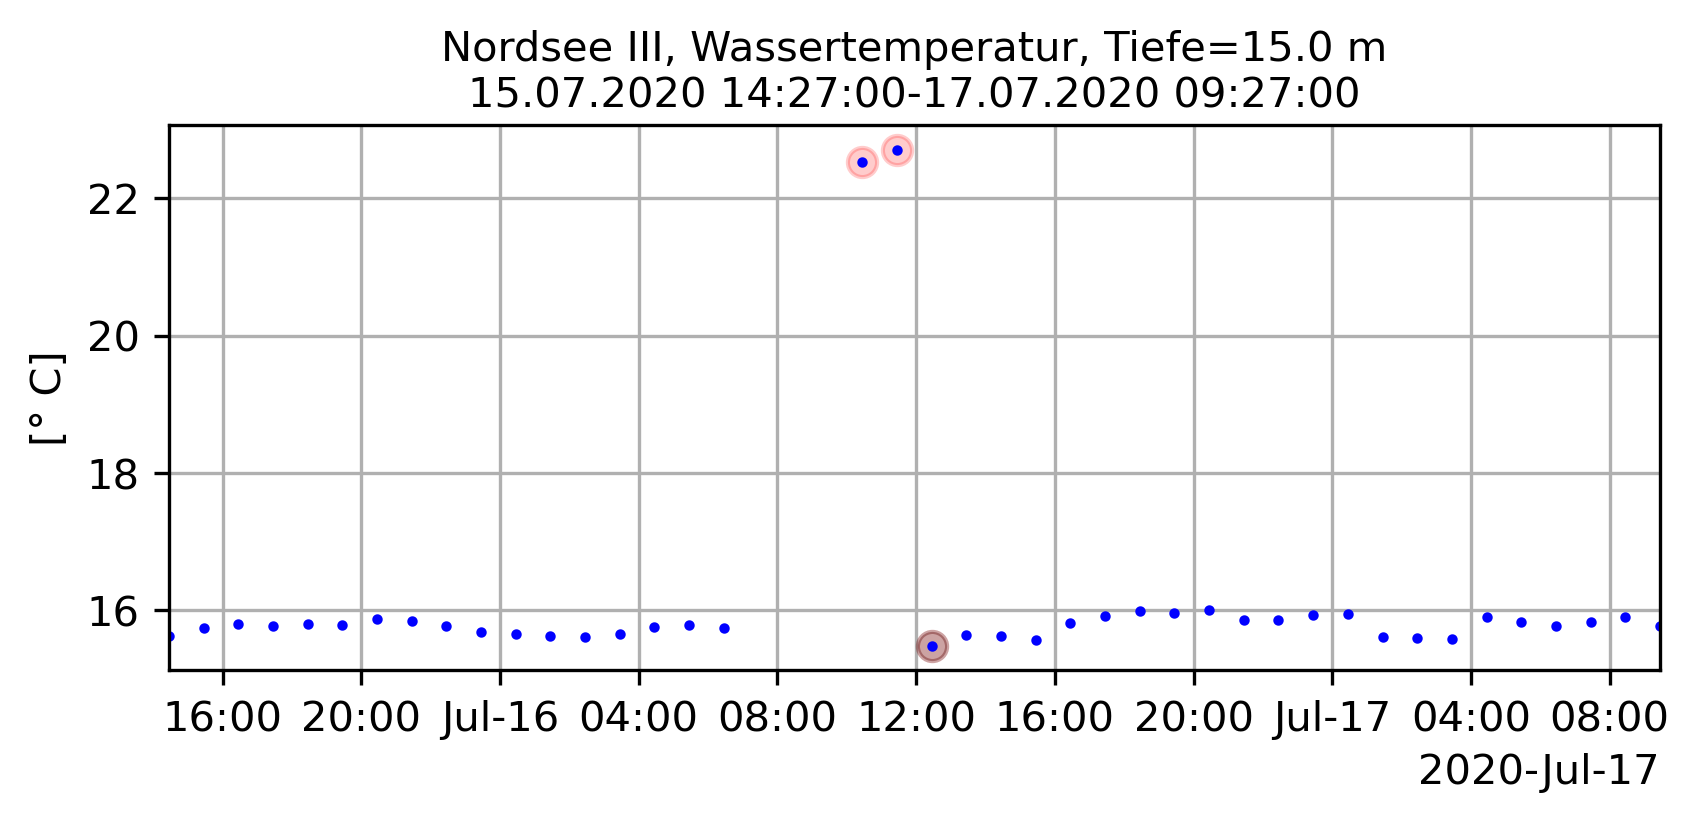 Nordsee III, Wassertemperatur, Tiefe=15.0 m
15.07.2020 14:27:00-17.07.2020 09:27:00
[° C]
22
20
18
16
16:00 20:00 Jul-16 04:00 08:00 12:00 16:00 20:00 Jul-17 04:00 08:00
2020-Jul-17